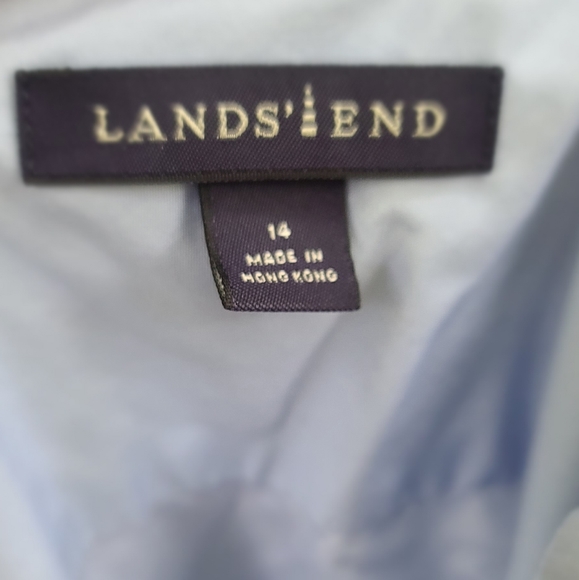 LANDS' END
14
MADE IN
HONG KONG